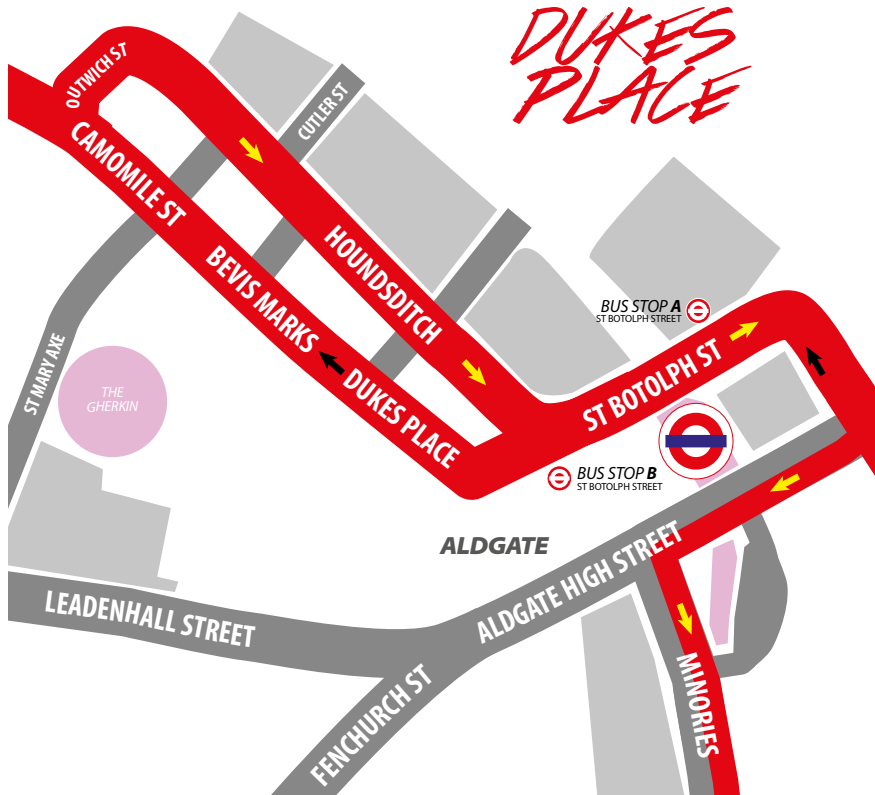 DUKES
PLACE
OUTWICH ST
CUTLER ST
CAMOMILE ST
HOUNDSDITCH
BEVIS MARKS
BUS STOP A
ST BOTOLPH STREET
ST MARY AXE
THE
GHERKIN
DUKES PLACE
ST BOTOLPH ST
BUS STOP B
ST BOTOLPH STREET
ALDGATE
ALDGATE HIGH STREET
LEADENHALL STREET
FENCHURCH ST
MINORIES